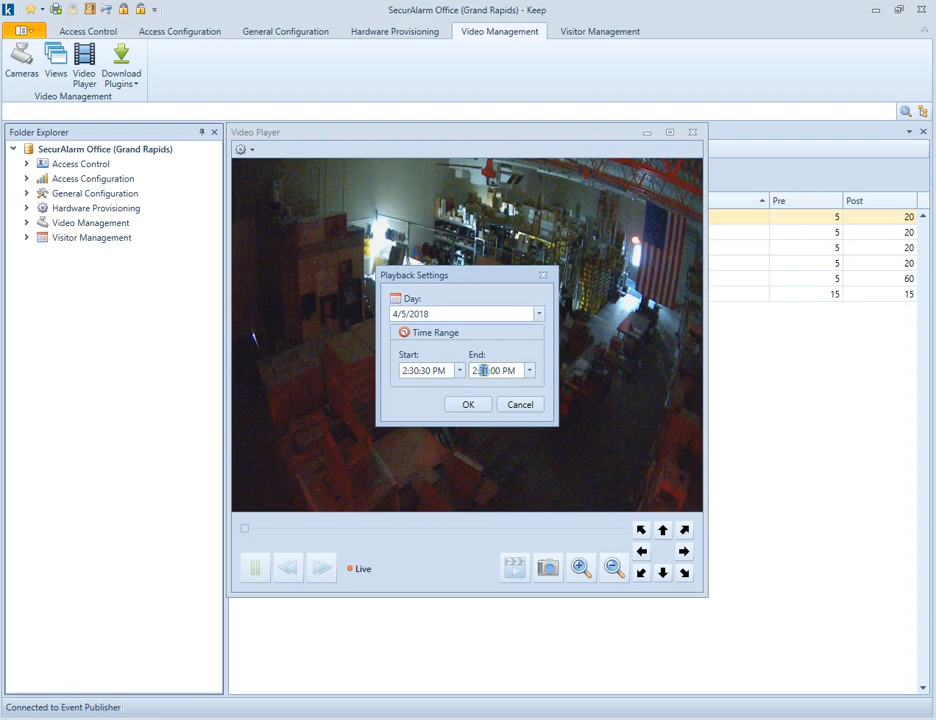 k
SecurAlarm Office (Grand Rapids) - Keep
Access Control
Access Configuration
General Configuration
Hardware Provisioning
Video Management
Visitor Management
Cameras
Views
Video Player
Download Plugins
Video Management
Folder Explorer
SecurAlarm Office (Grand Rapids)
Access Control
Access Configuration
General Configuration
Hardware Provisioning
Video Management
Visitor Management
Video Player
Pre Post
5 20
5 20
5 20
5 20
5 60
15 15
Playback Settings
Day:
4/5/2018
Time Range
Start: End:
2:30:30 PM 2:31:00 PM
OK Cancel
Live
Connected to Event Publisher